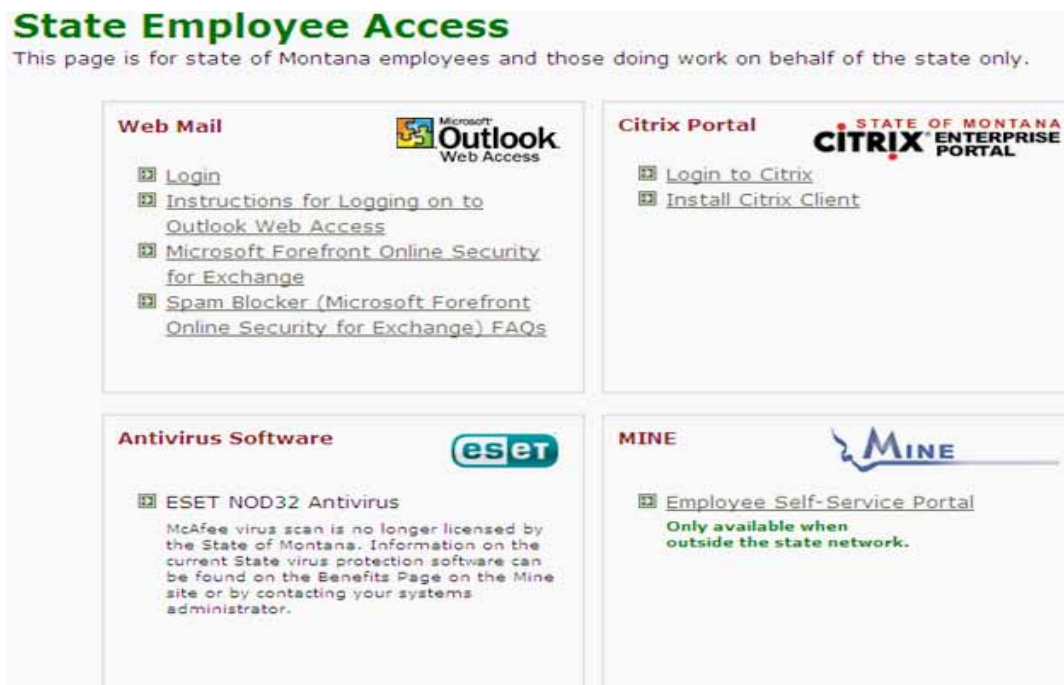 State Employee Access
This page is for state of Montana employees and those doing work on behalf of the state only.
Web Mail
Microsoft
Outlook
Web Access
Login
Instructions for Logging on to
Outlook Web Access
Microsoft Forefront Online Security
for Exchange
Spam Blocker (Microsoft Forefront
Online Security for Exchange) FAQs
Citrix Portal
STATE OF MONTANA
CITRIX ENTERPRISE
PORTAL
Login to Citrix
Install Citrix Client
Antivirus Software
eseT
ESET NOD32 Antivirus
McAfee virus scan is no longer licensed by
the State of Montana. Information on the
current State virus protection software can
be found on the Benefits Page on the Mine
site or by contacting your systems
administrator.
MINE
MINE
Employee Self-Service Portal
Only available when
outside the state network.